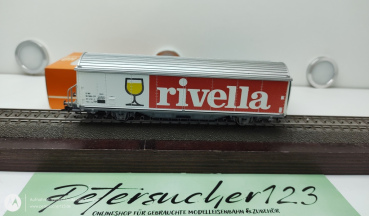 rivella
Petersucher123
ONLINESHOP FÜR GEBRAUCHTE MODELLEISENBAHN & ZUBEHÖR